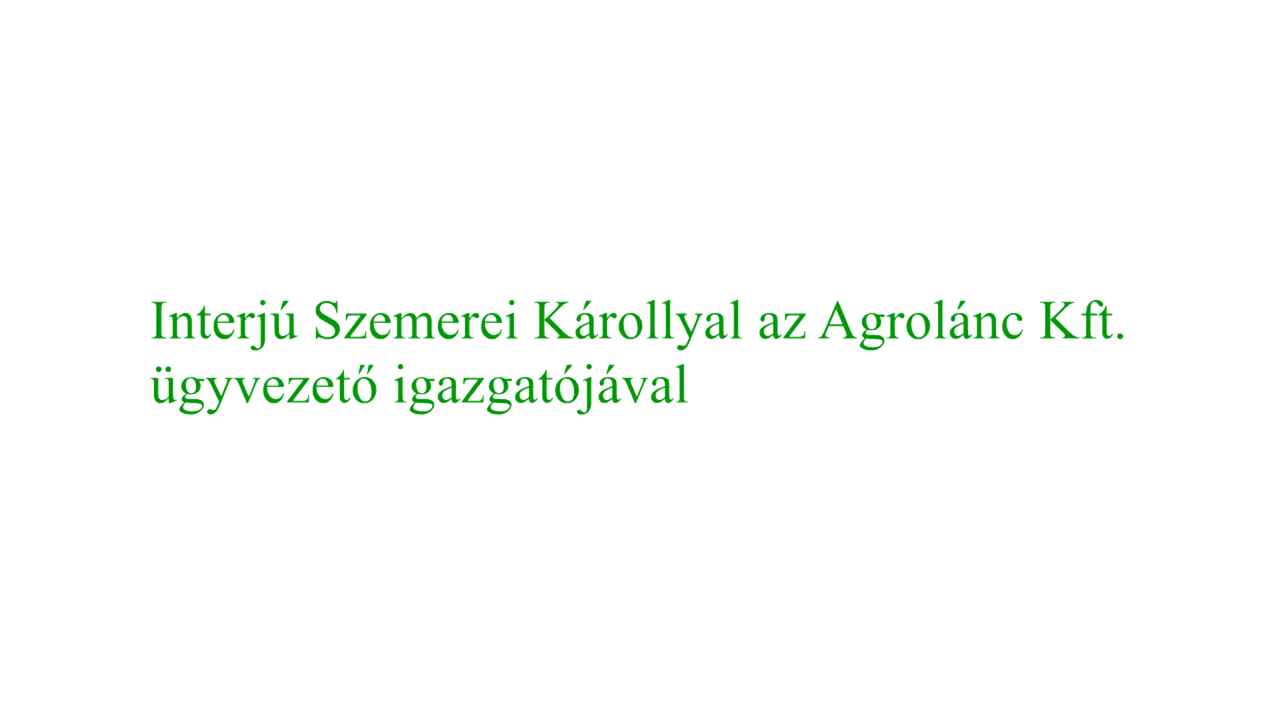 Interjú Szemerei Károllyal az Agrolánc Kft.
ügyvezető igazgatójával